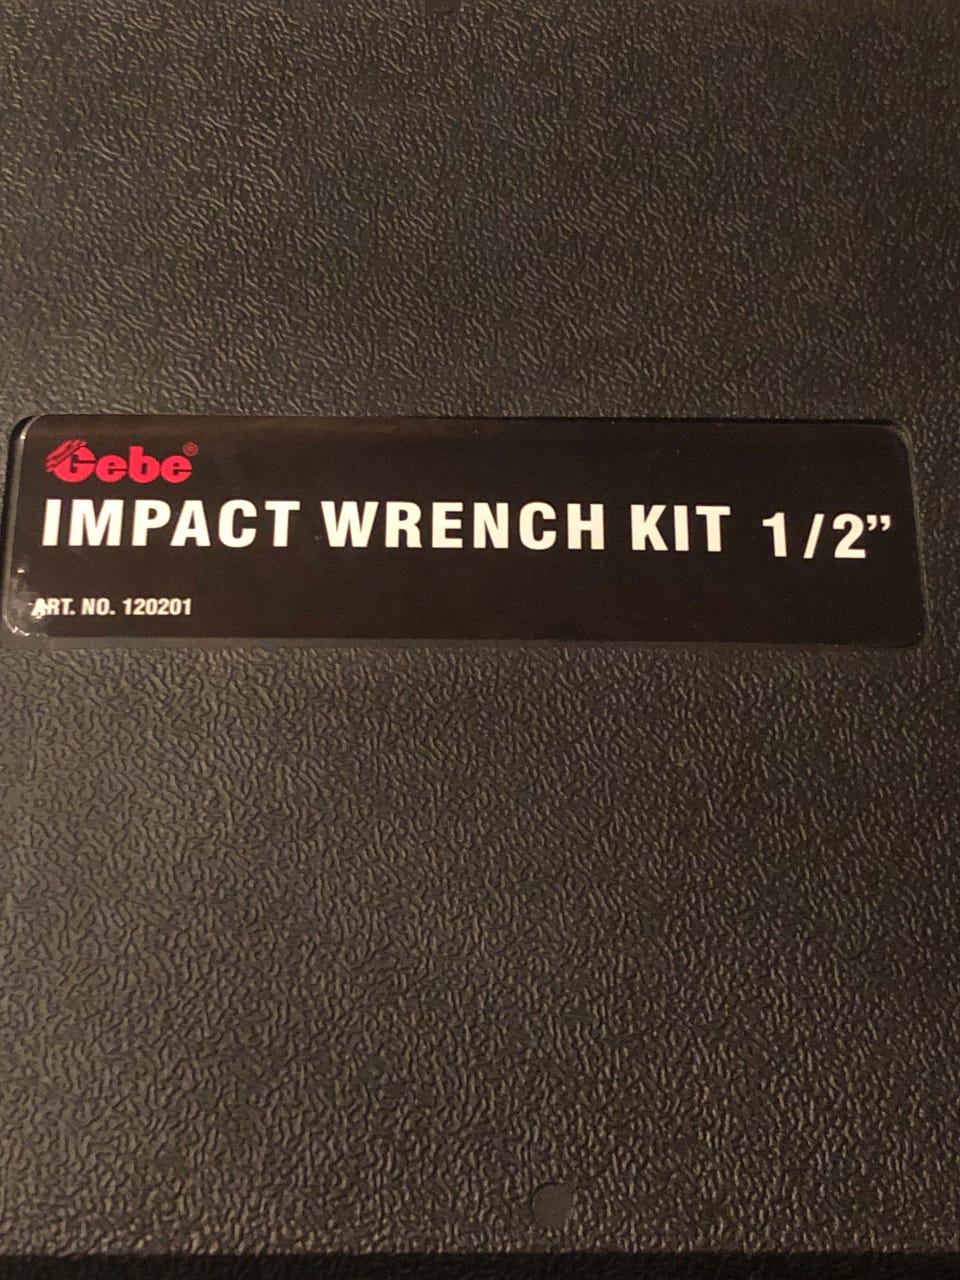 Gebe®
IMPACT WRENCH KIT 1/2”
ART. NO. 120201